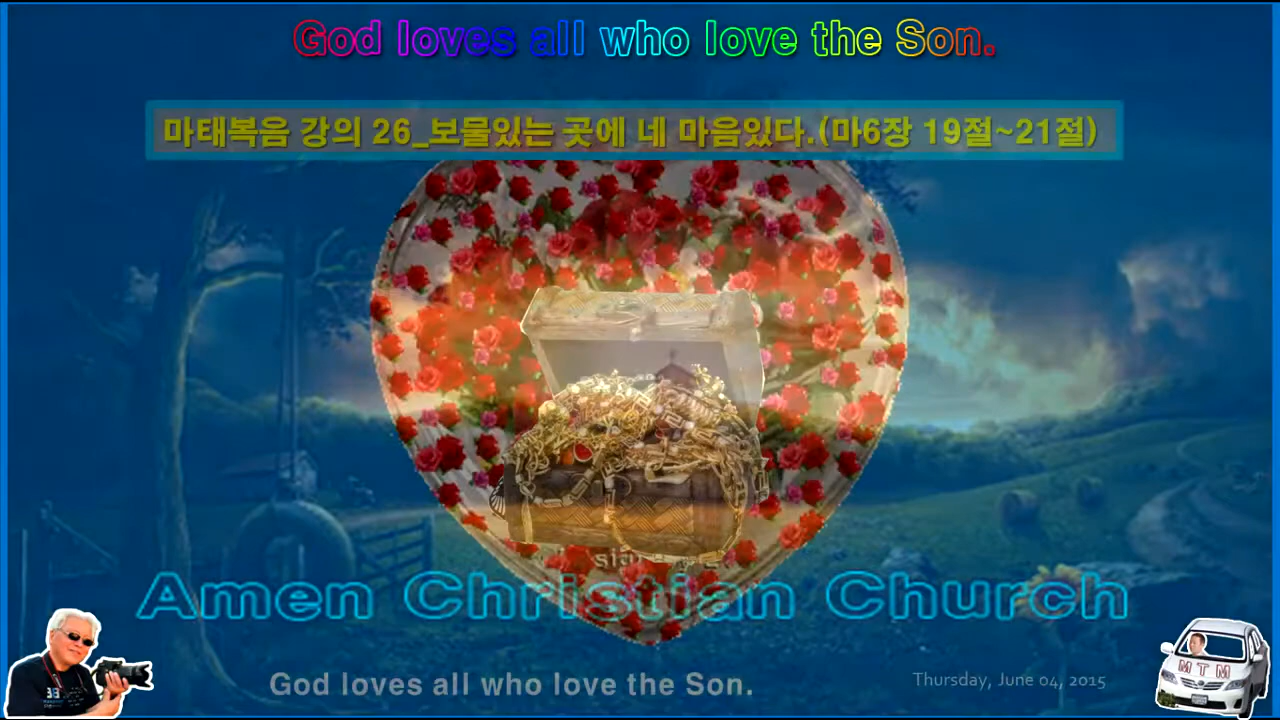 God loves all who love the Son.
마태복음 강의 26_보물있는 곳에 네 마음있다.(마6장 19절~21절)
Amen Christian Church
MTM
God loves all who love the Son.
Thursday, June 04, 2015